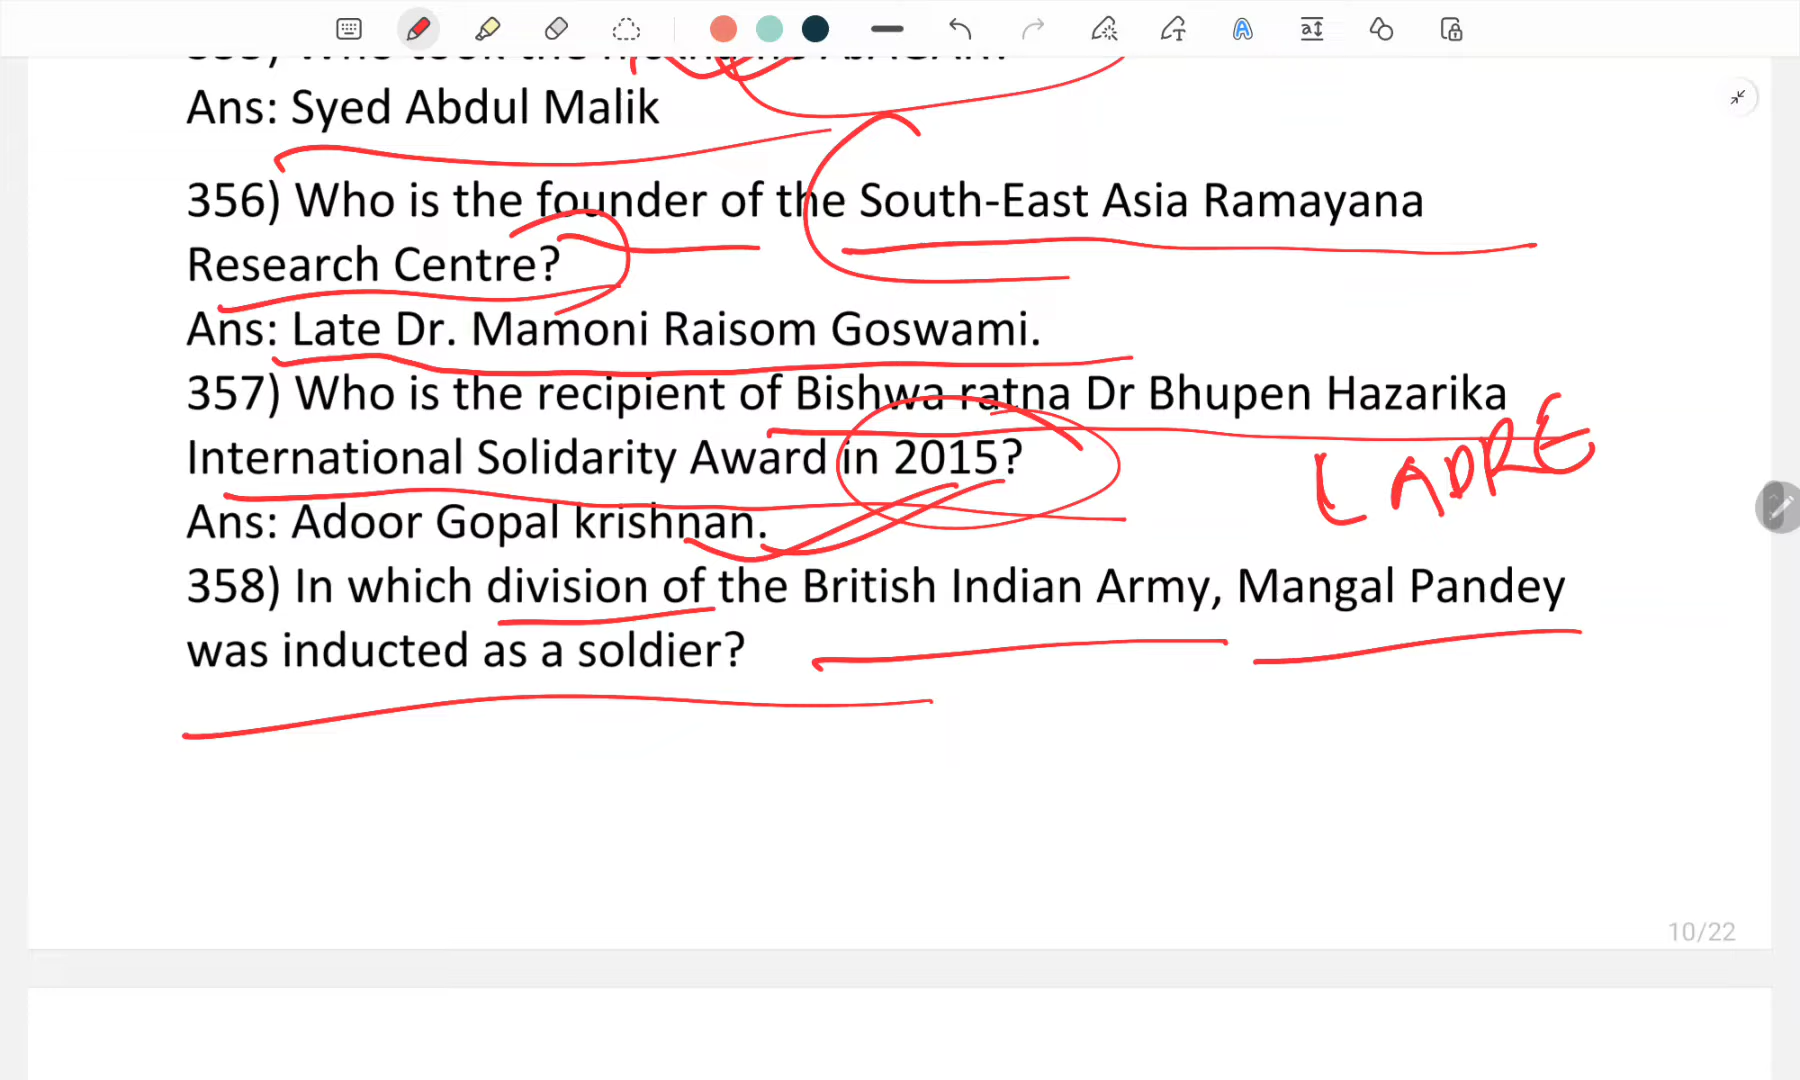 Ans: Syed Abdul Malik
356) Who is the founder of the South-East Asia Ramayana
Research Centre?
Ans: Late Dr. Mamoni Raisom Goswami.
357) Who is the recipient of Bishwa ratna Dr Bhupen Hazarika
International Solidarity Award in 2015?
LADRE
Ans: Adoor Gopal krishnan.
358) In which division of the British Indian Army, Mangal Pandey
was inducted as a soldier?
10/22